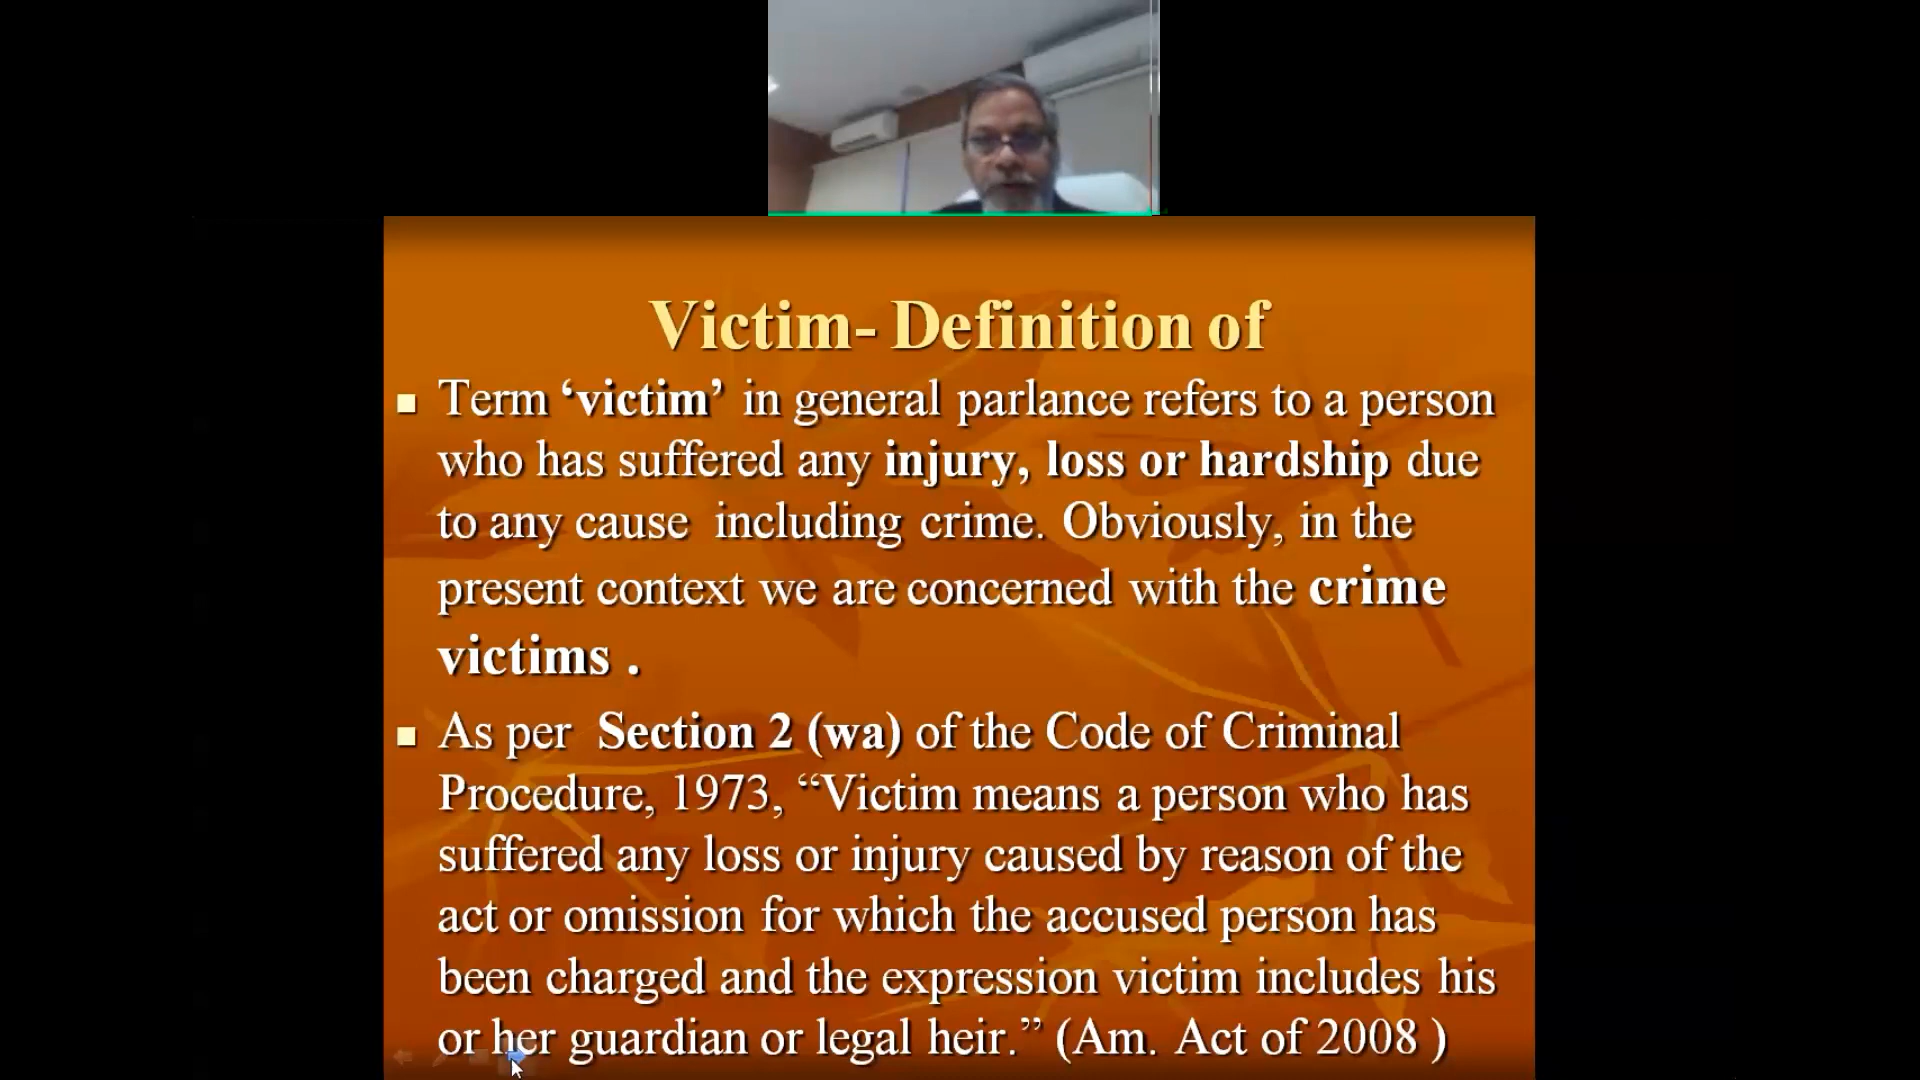 Victim- Definition of
Term ‘victim’ in general parlance refers to a person
who has suffered any injury, loss or hardship due
to any cause including crime. Obviously, in the
present context we are concerned with the crime
victims .
As per Section 2 (wa) of the Code of Criminal
Procedure, 1973, “Victim means a person who has
suffered any loss or injury caused by reason of the
act or omission for which the accused person has
been charged and the expression victim includes his
or her guardian or legal heir.” (Am. Act of 2008 )